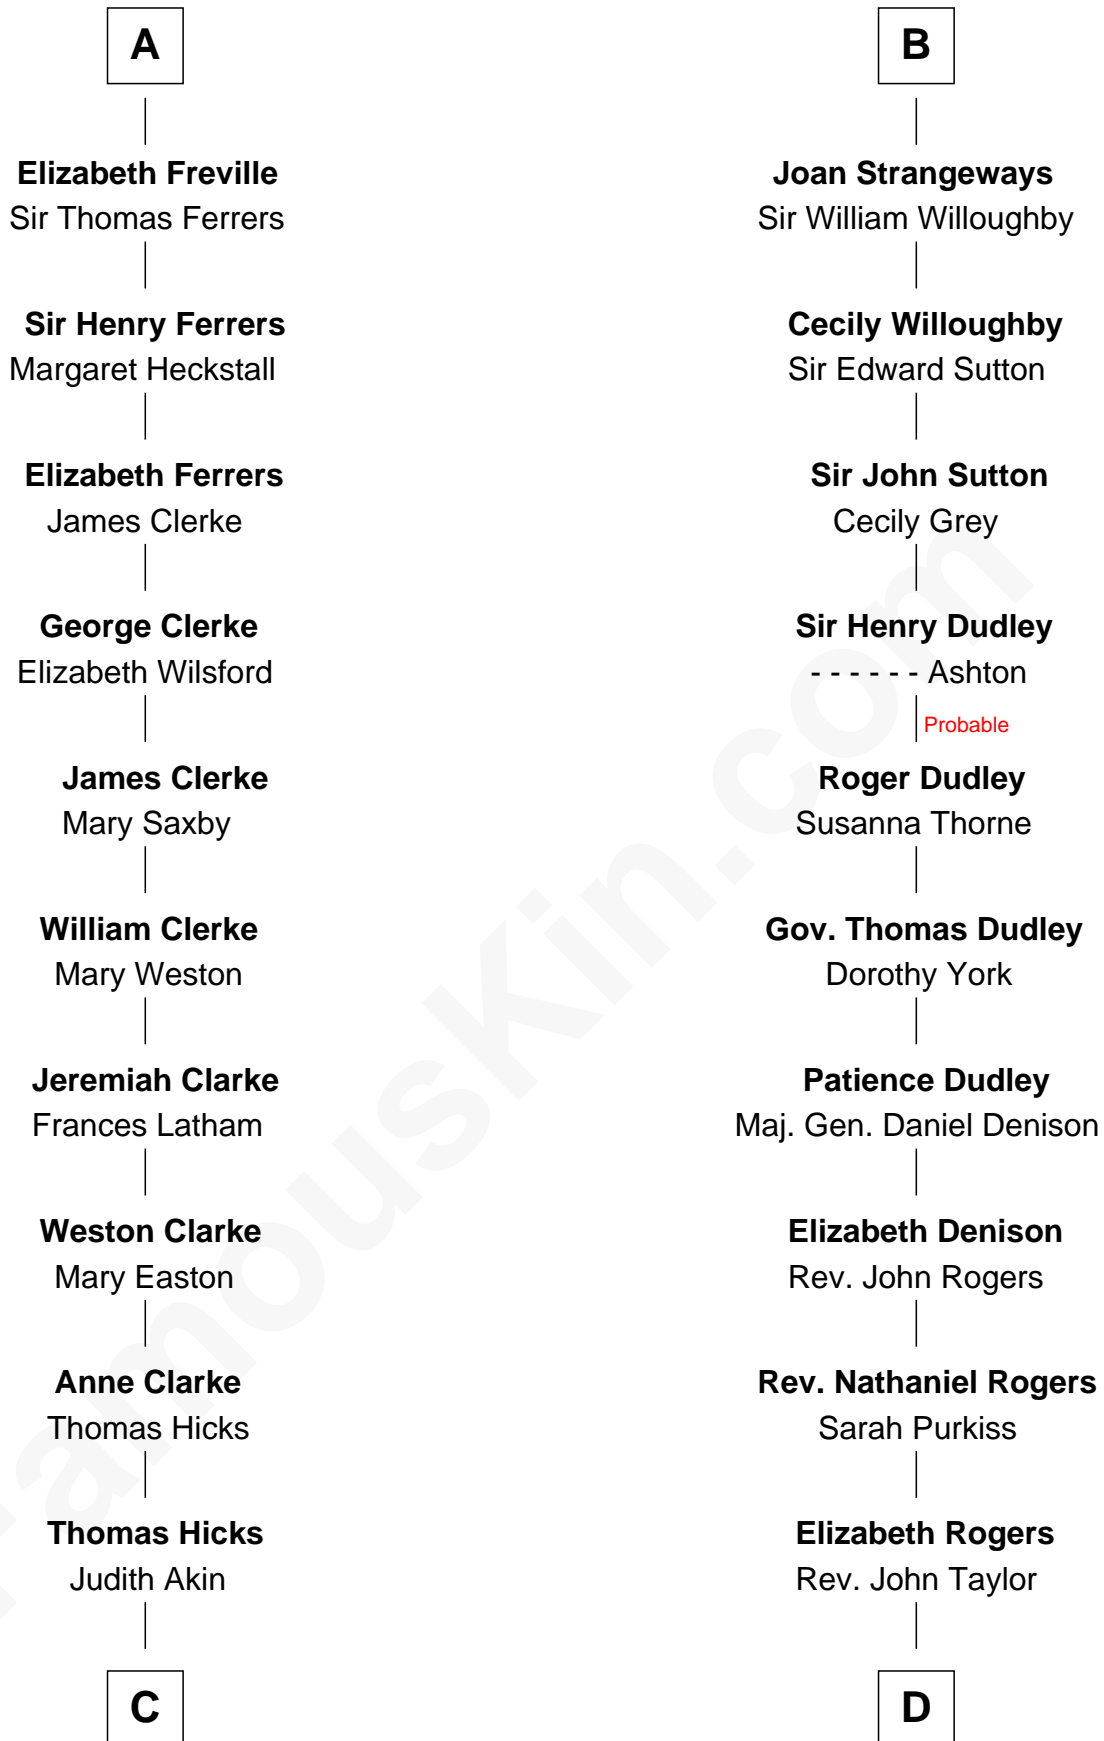 A
Elizabeth Freville
Sir Thomas Ferrers
Sir Henry Ferrers
Margaret Heckstall
Elizabeth Ferrers
James Clerke
George Clerke
Elizabeth Wilsford
James Clerke
Mary Saxby
William Clerke
Mary Weston
Jeremiah Clarke
Frances Latham
Weston Clarke
Mary Easton
Anne Clarke
Thomas Hicks
Thomas Hicks
Judith Akin
C
B
Joan Strangeways
Sir William Willoughby
Cecily Willoughby
Sir Edward Sutton
Sir John Sutton
Cecily Grey
Sir Henry Dudley
- - - - - - Ashton
Probable
Roger Dudley
Susanna Thorne
Gov. Thomas Dudley
Dorothy York
Patience Dudley
Maj. Gen. Daniel Denison
Elizabeth Denison
Rev. John Rogers
Rev. Nathaniel Rogers
Sarah Purkiss
Elizabeth Rogers
Rev. John Taylor
D
FamousKin.com